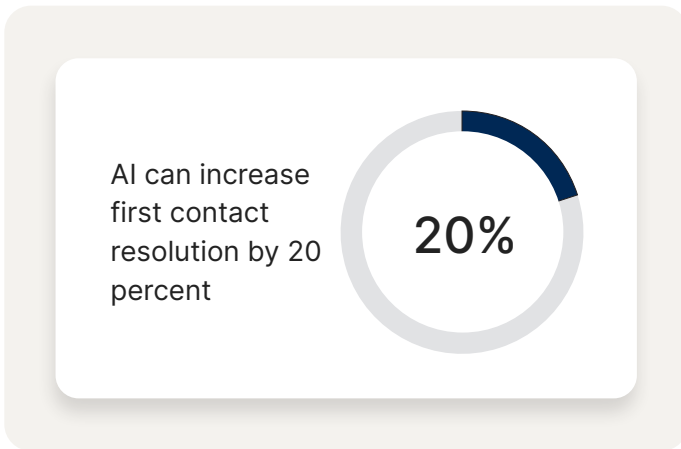 AI can increase
first contact
resolution by 20
percent
20%